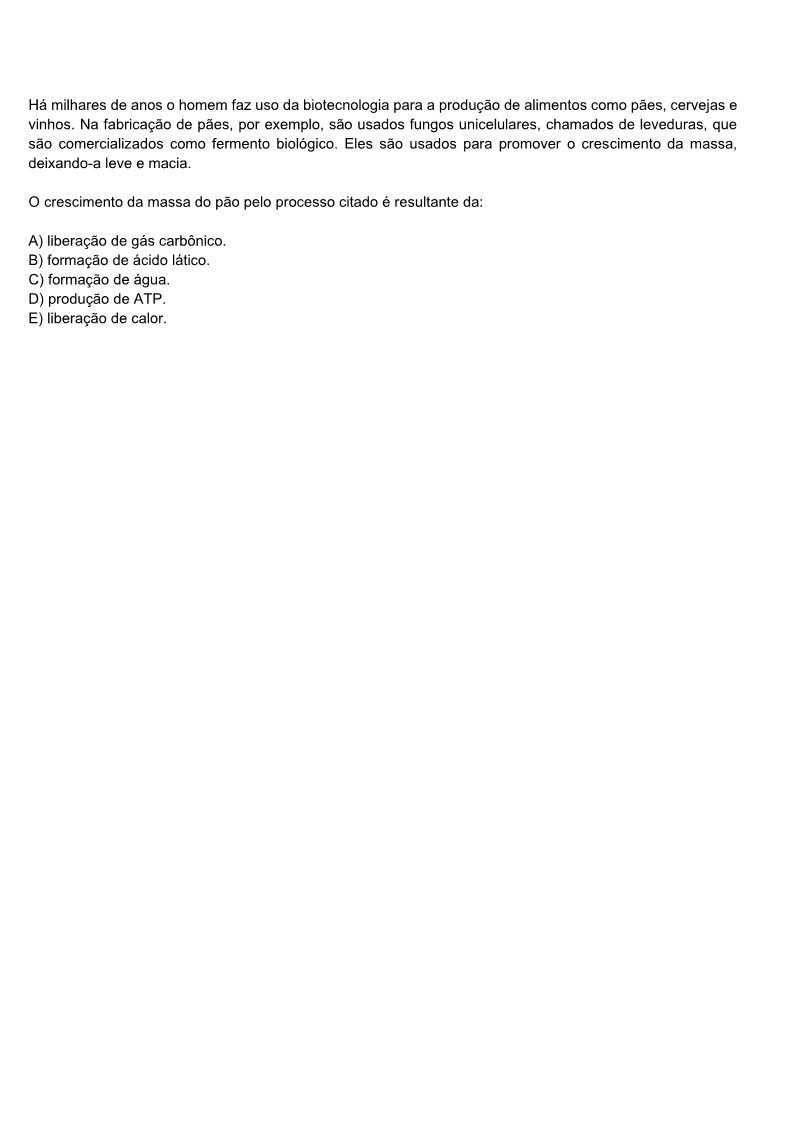 Há milhares de anos o homem faz uso da biotecnologia para a produção de alimentos como pães, cervejas e
vinhos. Na fabricação de pães, por exemplo, são usados fungos unicelulares, chamados de leveduras, que
são comercializados como fermento biológico. Eles são usados para promover o crescimento da massa,
deixando-a leve e macia.
O crescimento da massa do pão pelo processo citado é resultante da:
A) liberação de gás carbônico.
B) formação de ácido lático.
C) formação de água.
D) produção de ATP.
E) liberação de calor.